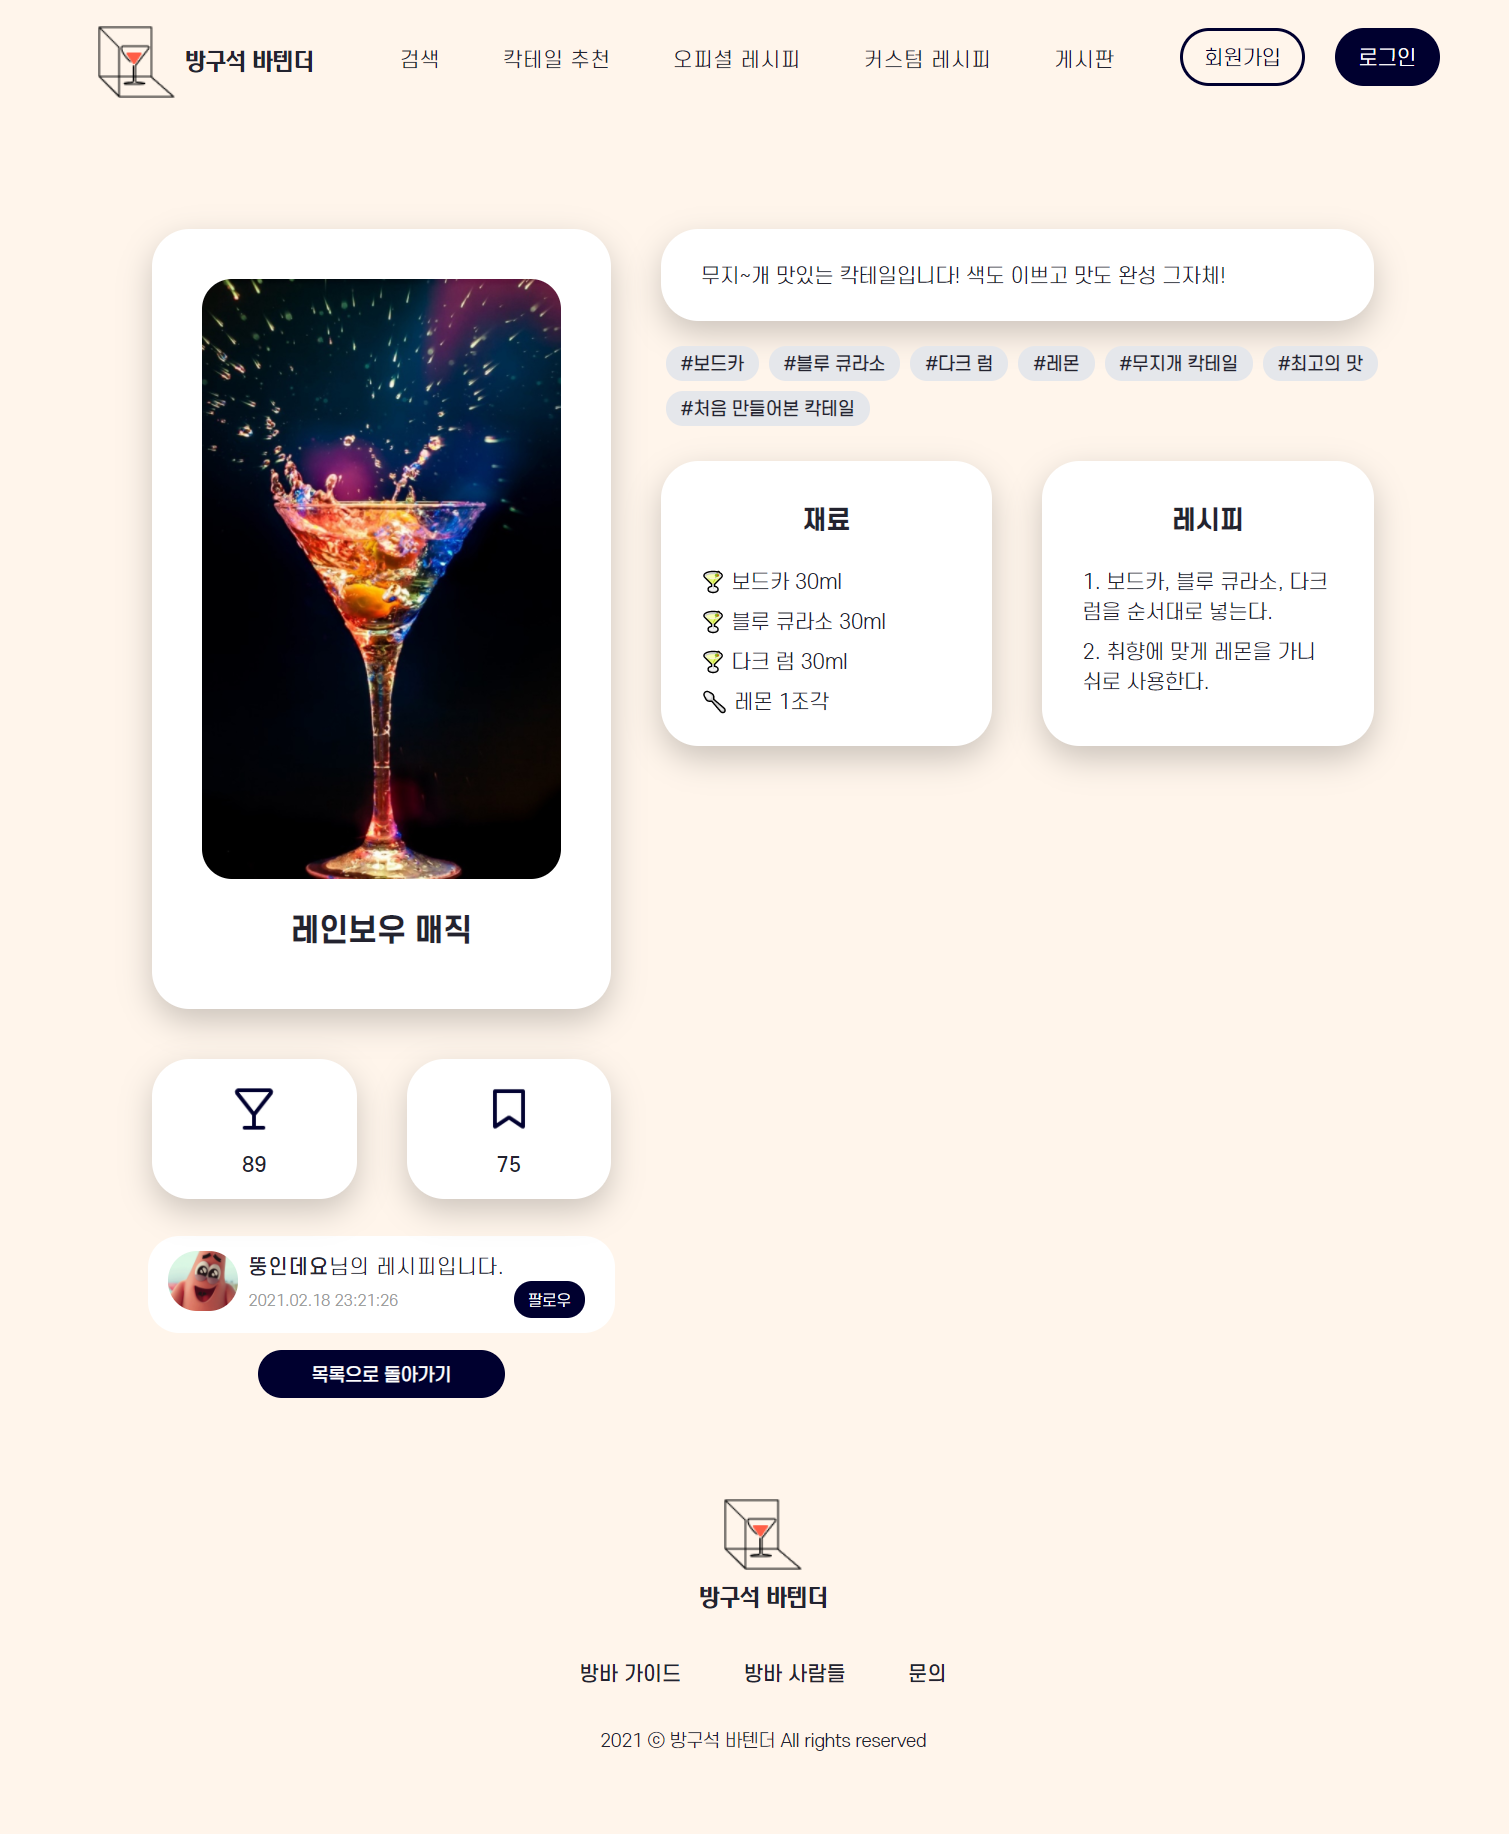 방구석 바텐더
검색
칵테일 추천
오피셜 레시피
커스텀 레시피
게시판
회원가입
로그인
레인보우 매직
89
75
뚱인데요님의 레시피입니다.
2021.02.18 23:21:26
팔로우
목록으로 돌아가기
무지~개 맛있는 칵테일입니다! 색도 이쁘고 맛도 완성 그자체!
#보드카 #블루 큐라소 #다크 럼 #레몬 #무지개 칵테일 #최고의 맛
#처음 만들어본 칵테일
재료
보드카 30ml
블루 큐라소 30ml
다크 럼 30ml
레몬 1조각
레시피
1. 보드카, 블루 큐라소, 다크
럼을 순서대로 넣는다.
2. 취향에 맞게 레몬을 가니
쉬로 사용한다.
방구석 바텐더
방바 가이드
방바 사람들
문의
2021 ⓒ 방구석 바텐더 All rights reserved